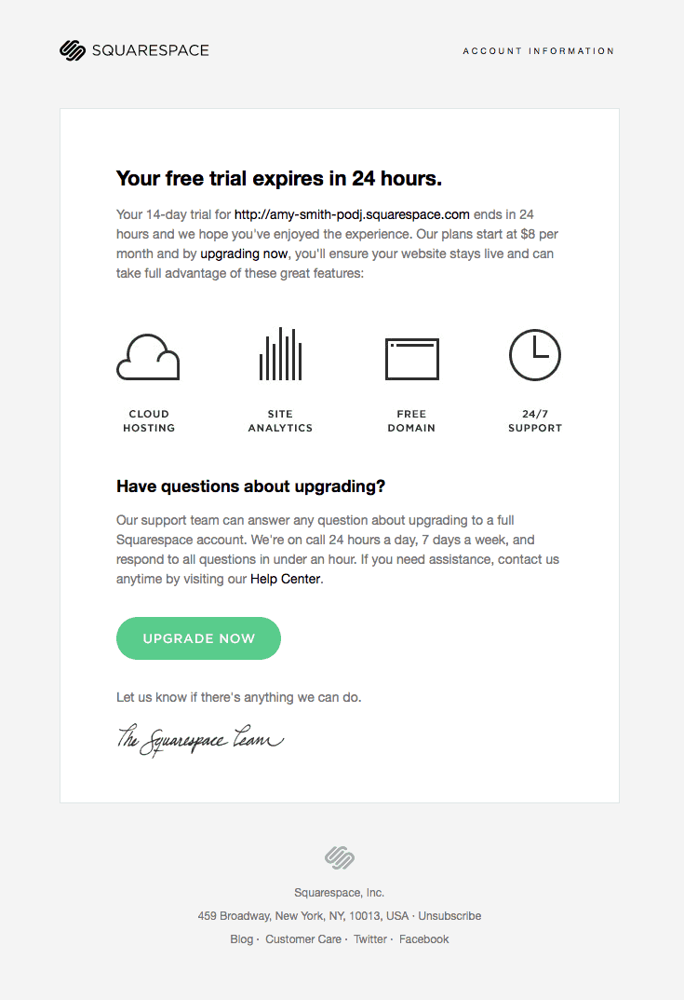 SQUARESPACE
ACCOUNT INFORMATION
Your free trial expires in 24 hours.
Your 14-day trial for http://amy-smith-podj.squarespace.com ends in 24
hours and we hope you've enjoyed the experience. Our plans start at $8 per
month and by upgrading now, you'll ensure your website stays live and can
take full advantage of these great features:
CLOUD
HOSTING
SITE
ANALYTICS
FREE
DOMAIN
24/7
SUPPORT
Have questions about upgrading?
Our support team can answer any question about upgrading to a full
Squarespace account. We're on call 24 hours a day, 7 days a week, and
respond to all questions in under an hour. If you need assistance, contact us
anytime by visiting our Help Center.
UPGRADE NOW
Let us know if there's anything we can do.
The Squarespace Team
Squarespace, Inc.
459 Broadway, New York, NY, 10013, USA · Unsubscribe
Blog · Customer Care · Twitter · Facebook